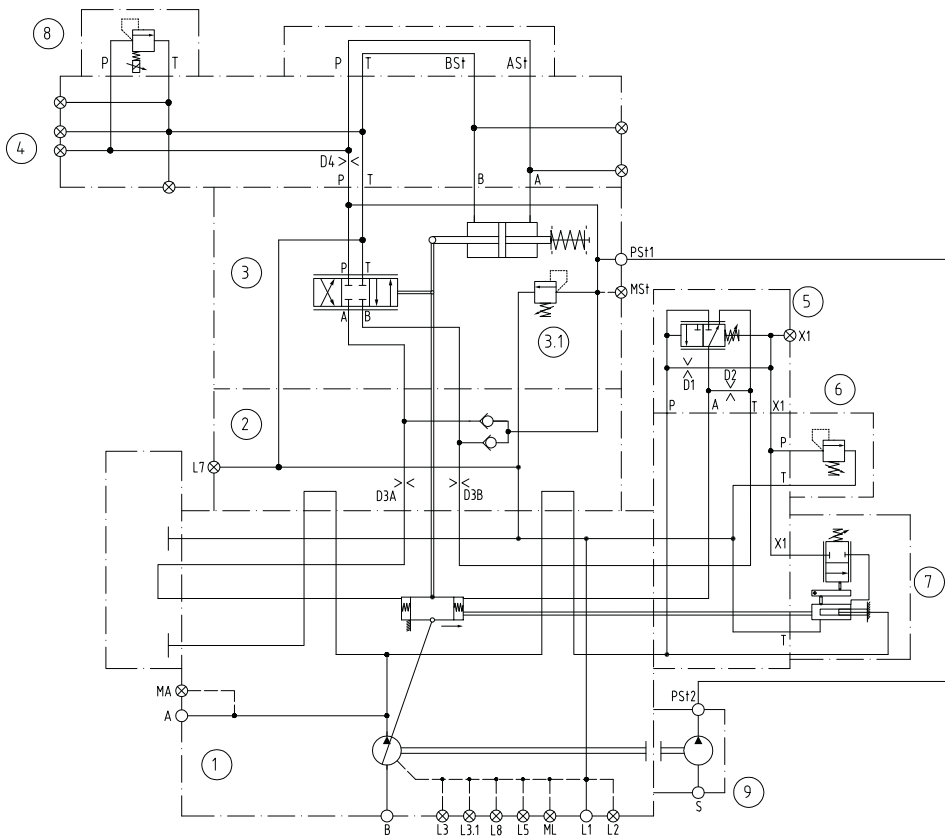 8
P T
P T BSt ASt
4
D4
P T B A
3
P T
A B
PSt1
MSt
3.1
5
X1
D1 D2
P A T X1
6
P
T
2
L7
D3A D3B
X1
7
T
MA
A
PSt2
1
9
B L3 L3.1 L8 L5 ML L1 L2
S